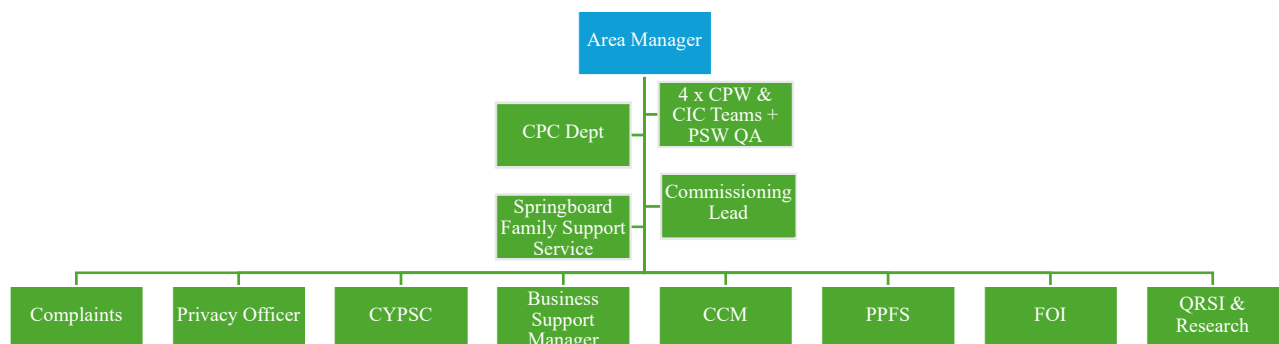 Area Manager
4 x CPW &
CIC Teams +
PSW QA
CPC Dept
Commissioning
Lead
Springboard
Family Support
Service
Complaints
Privacy Officer
CYPSC
Business
Support
Manager
CCM
PPFS
FOI
QRSI &
Research